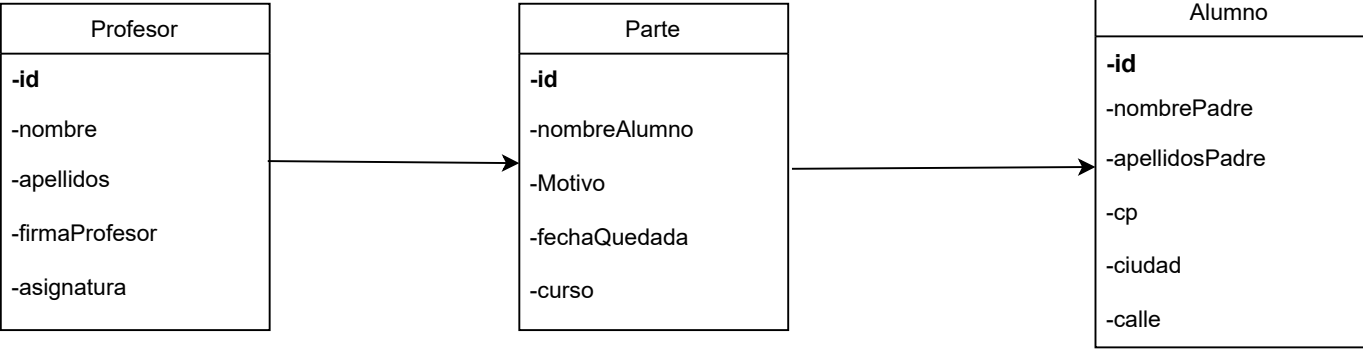 Profesor
-id
-nombre
-apellidos
-firmaProfesor
-asignatura
Parte
-id
-nombreAlumno
-Motivo
-fechaQuedada
-curso
Alumno
-id
-nombrePadre
-apellidosPadre
-cp
-ciudad
-calle